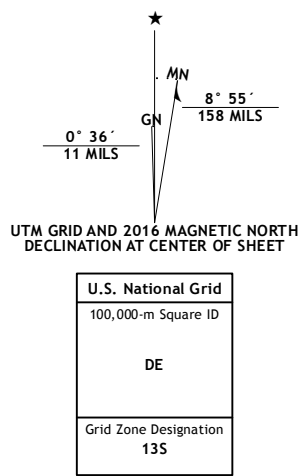 MN
GN
8° 55´
158 MILS
0° 36´
11 MILS
UTM GRID AND 2016 MAGNETIC NORTH
DECLINATION AT CENTER OF SHEET
U.S. National Grid
100,000-m Square ID
DE
Grid Zone Designation
13S